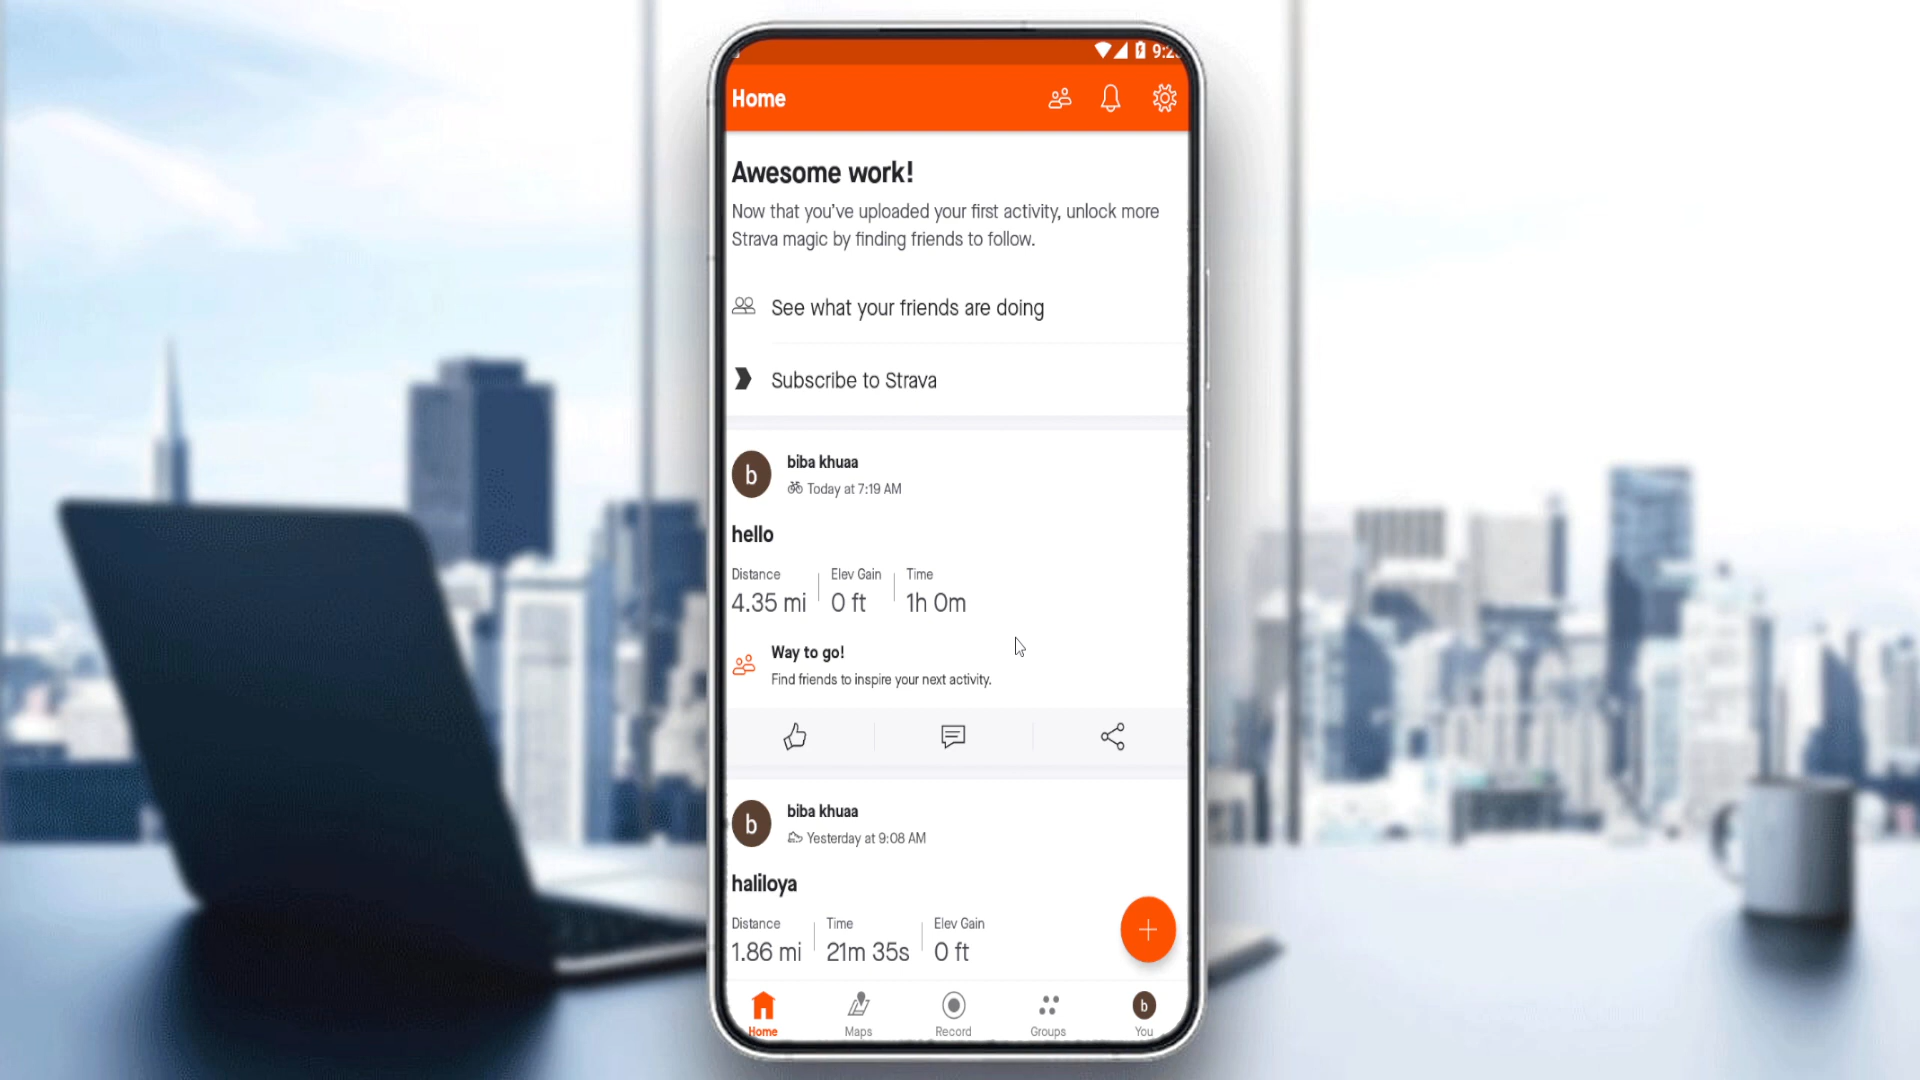 Home
Awesome work!
Now that you've uploaded your first activity, unlock more
Strava magic by finding friends to follow.
See what your friends are doing
Subscribe to Strava
b
biba khuaa
Today at 7:19 AM
hello
Distance Elev Gain Time
4.35 mi 0 ft 1h 0m
Way to go!
Find friends to inspire your next activity.
b
biba khuaa
Yesterday at 9:08 AM
haliloya
Distance Time Elev Gain
1.86 mi 21m 35s 0 ft
b
Home Maps Record Groups You